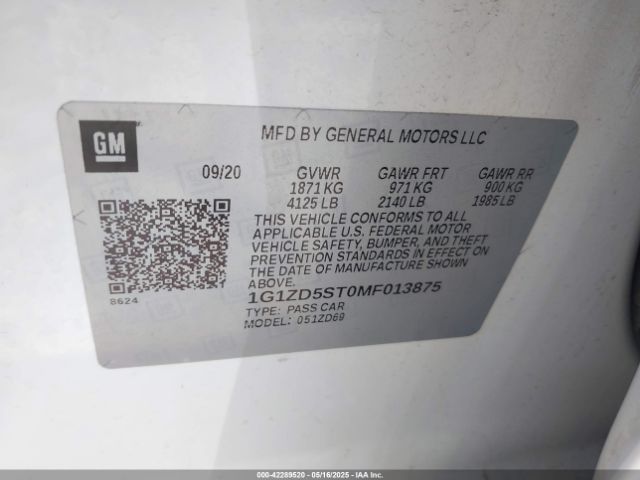 GM
MFD BY GENERAL MOTORS LLC
09/20 GVWR GAWR FRT GAWR RR
1871 KG 971 KG 900 KG
4125 LB 2140 LB 1985 LB
THIS VEHICLE CONFORMS TO ALL
APPLICABLE U.S. FEDERAL MOTOR
VEHICLE SAFETY, BUMPER, AND THEFT
PREVENTION STANDARDS IN EFFECT ON
THE DATE OF MANUFACTURE SHOWN
ABOVE.
8624
1G1ZD5ST0MF013875
TYPE: PASS CAR
MODEL: 051ZD69
000-42289520 - 05/16/2025 - IAAI.COM